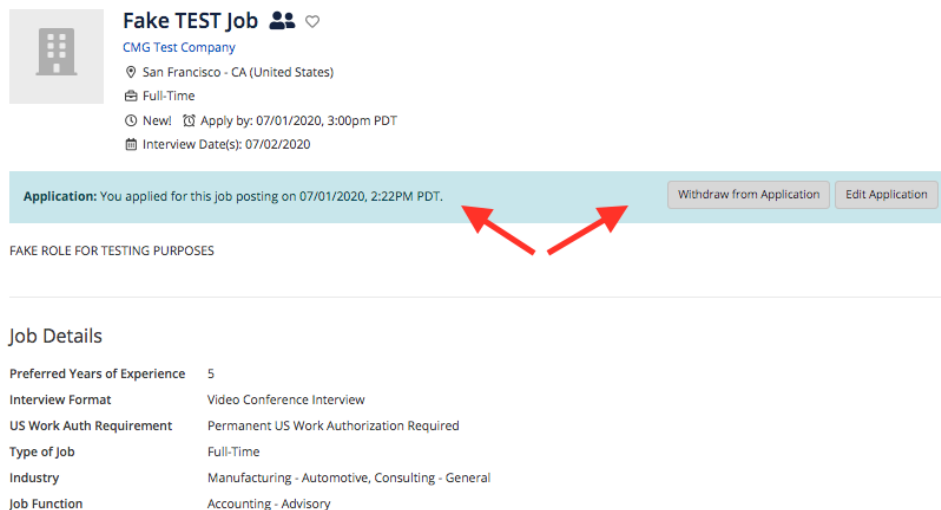 Fake TEST Job
CMG Test Company
San Francisco - CA (United States)
Full-Time
New! Apply by: 07/01/2020, 3:00pm PDT
Interview Date(s): 07/02/2020
Application: You applied for this job posting on 07/01/2020, 2:22PM PDT. Withdraw from Application Edit Application
FAKE ROLE FOR TESTING PURPOSES
Job Details
Preferred Years of Experience 5
Interview Format Video Conference Interview
US Work Auth Requirement Permanent US Work Authorization Required
Type of Job Full-Time
Industry Manufacturing - Automotive, Consulting - General
Job Function Accounting - Advisory